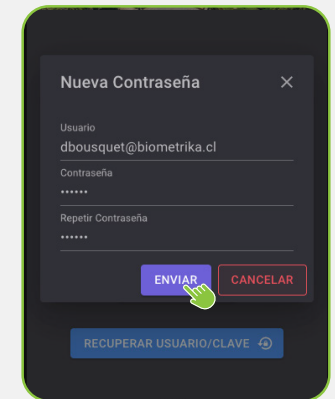 Nueva Contraseña
Usuario
dbousquet@biometrika.cl
Contraseña
••••••
Repetir Contraseña
••••••
ENVIAR
CANCELAR
RECUPERAR USUARIO/CLAVE